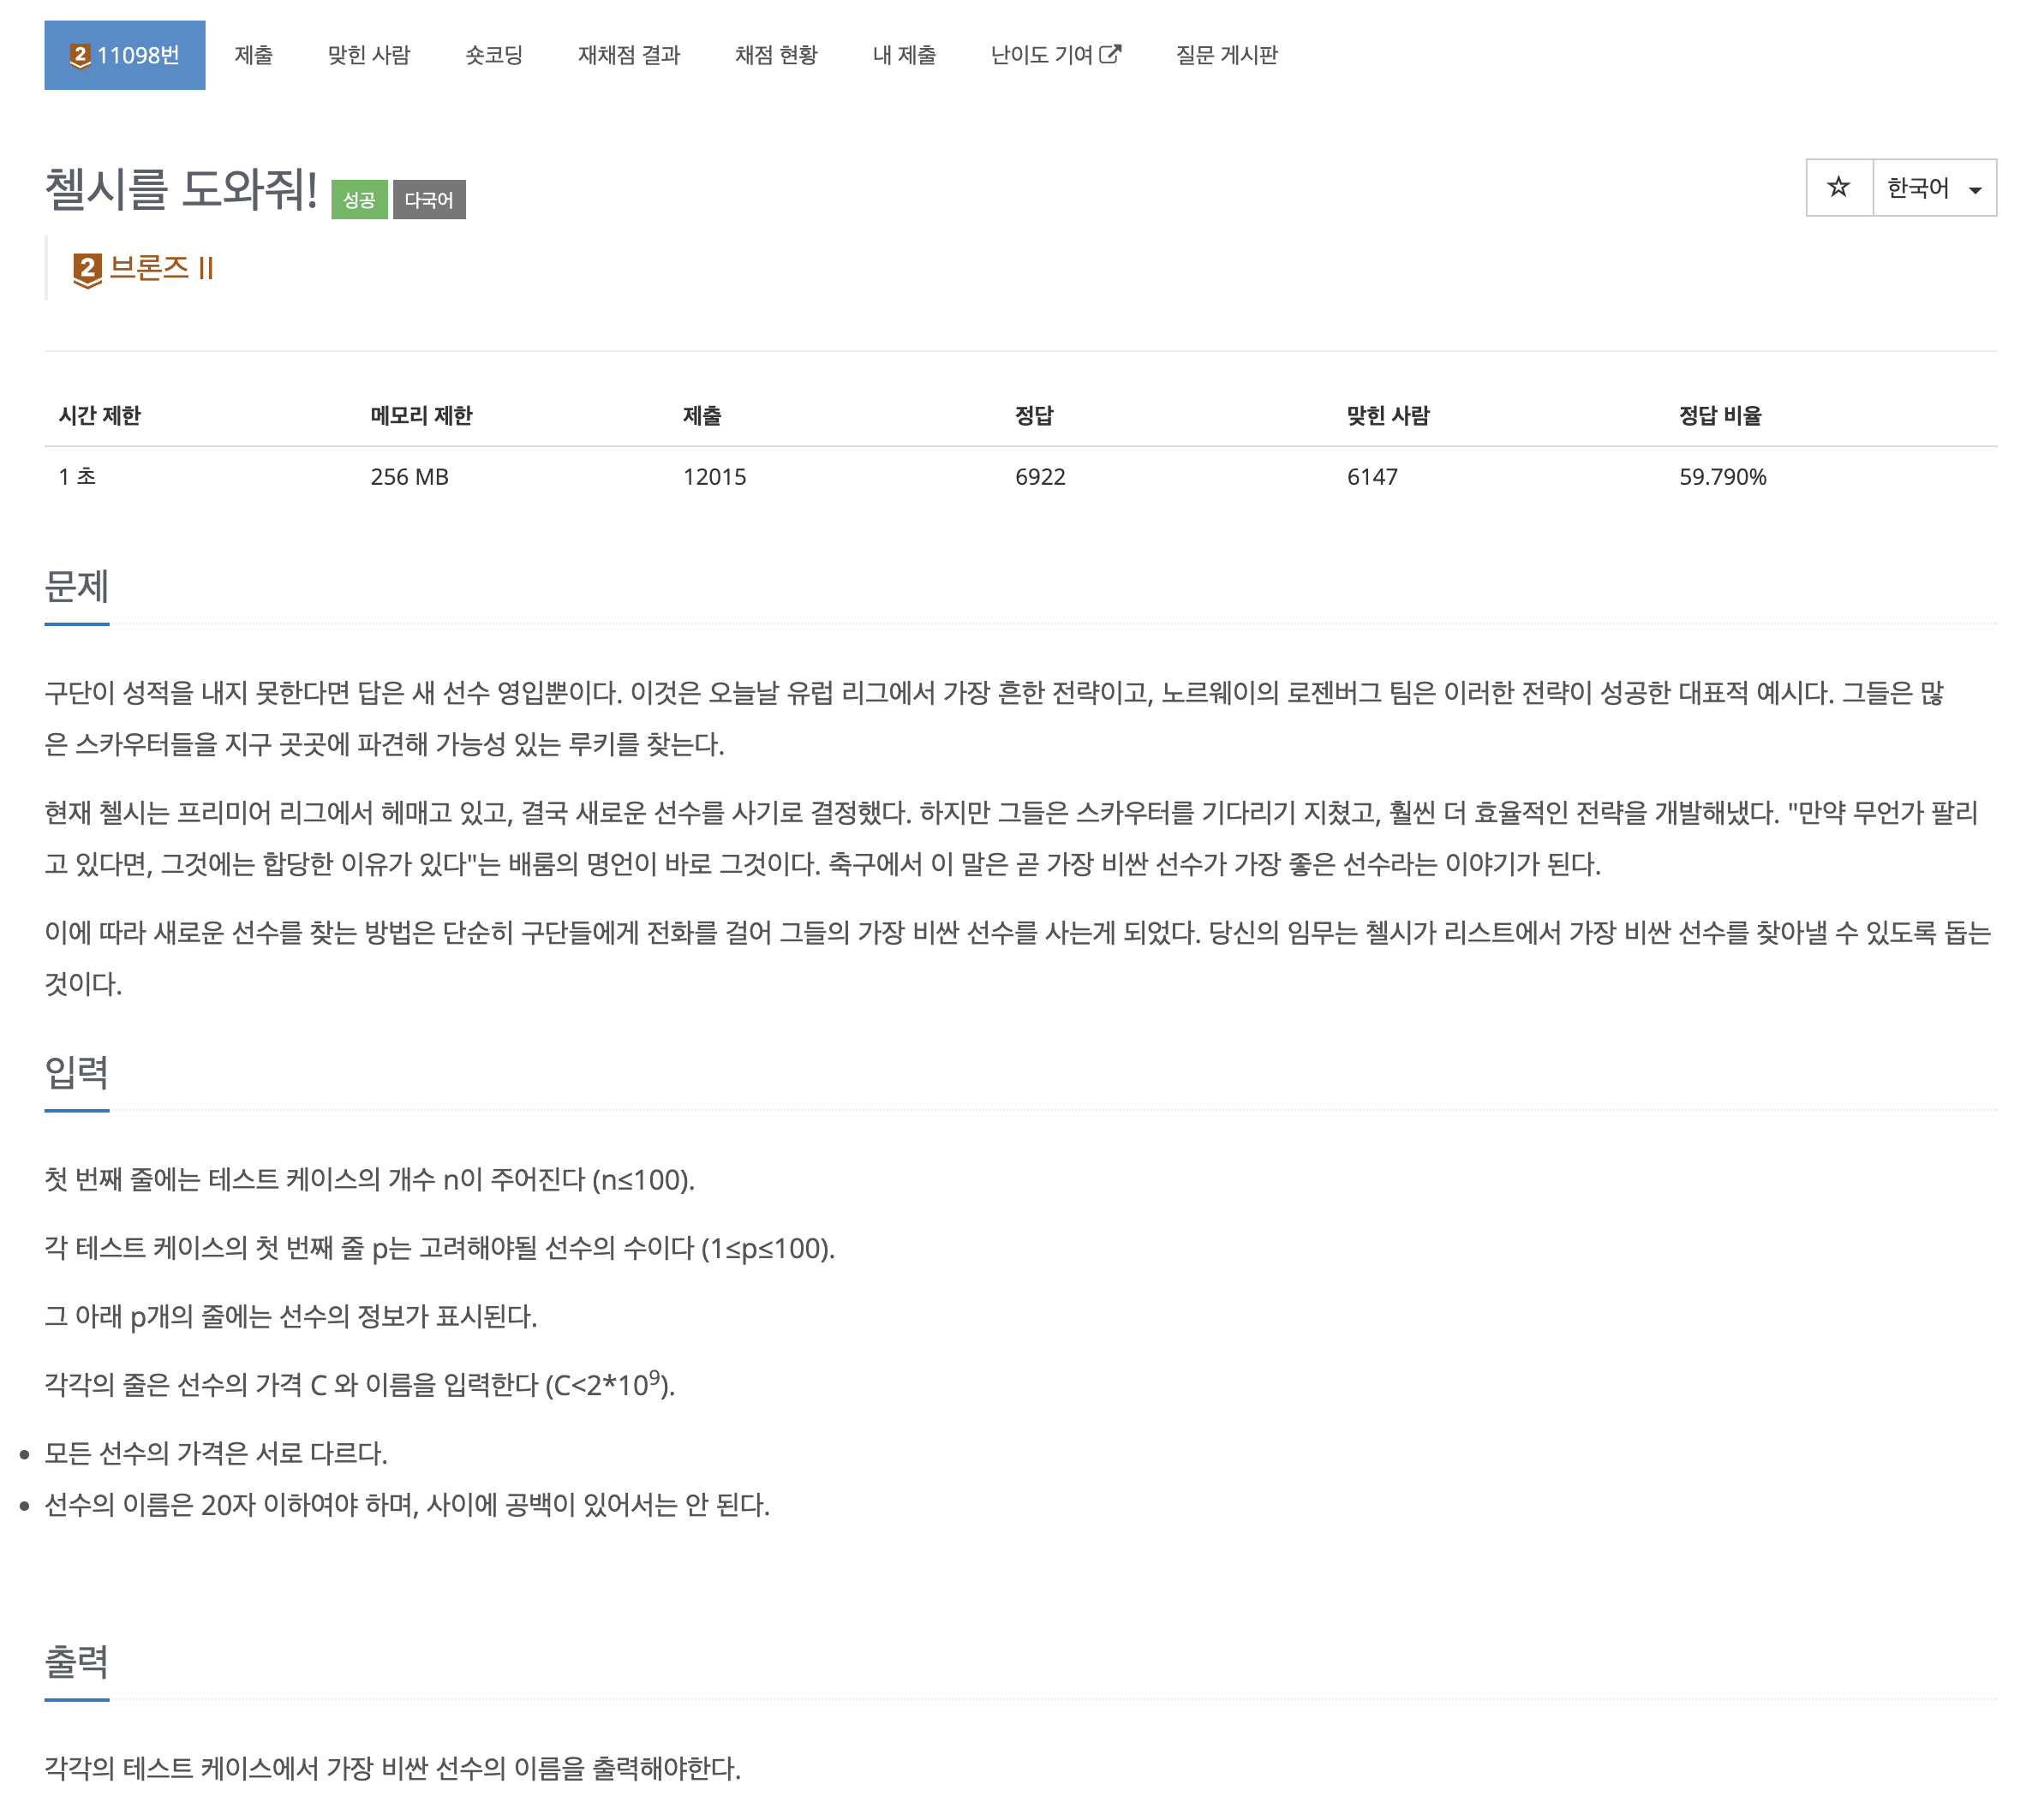 2 11098번 제출 맞힌 사람 숏코딩 재채점 결과 채점 현황 내 제출 난이도 기여 질문 게시판
첼시를 도와줘! 성공 다국어 ☆ 한국어
2 브론즈 II
시간 제한 메모리 제한 제출 정답 맞힌 사람 정답 비율
1 초 256 MB 12015 6922 6147 59.790%
문제
구단이 성적을 내지 못한다면 답은 새 선수 영입뿐이다. 이것은 오늘날 유럽 리그에서 가장 흔한 전략이고, 노르웨이의 로젠버그 팀은 이러한 전략이 성공한 대표적 예시다. 그들은 많
은 스카우터들을 지구 곳곳에 파견해 가능성 있는 루키를 찾는다.
현재 첼시는 프리미어 리그에서 헤매고 있고, 결국 새로운 선수를 사기로 결정했다. 하지만 그들은 스카우터를 기다리기 지쳤고, 훨씬 더 효율적인 전략을 개발해냈다. "만약 무언가 팔리
고 있다면, 그것에는 합당한 이유가 있다"는 배룸의 명언이 바로 그것이다. 축구에서 이 말은 곧 가장 비싼 선수가 가장 좋은 선수라는 이야기가 된다.
이에 따라 새로운 선수를 찾는 방법은 단순히 구단들에게 전화를 걸어 그들의 가장 비싼 선수를 사는게 되었다. 당신의 임무는 첼시가 리스트에서 가장 비싼 선수를 찾아낼 수 있도록 돕는
것이다.
입력
첫 번째 줄에는 테스트 케이스의 개수 n이 주어진다 (n≤100).
각 테스트 케이스의 첫 번째 줄 p는 고려해야될 선수의 수이다 (1≤p≤100).
그 아래 p개의 줄에는 선수의 정보가 표시된다.
각각의 줄은 선수의 가격 C 와 이름을 입력한다 (C<2*10⁹).
• 모든 선수의 가격은 서로 다르다.
• 선수의 이름은 20자 이하여야 하며, 사이에 공백이 있어서는 안 된다.
출력
각각의 테스트 케이스에서 가장 비싼 선수의 이름을 출력해야한다.